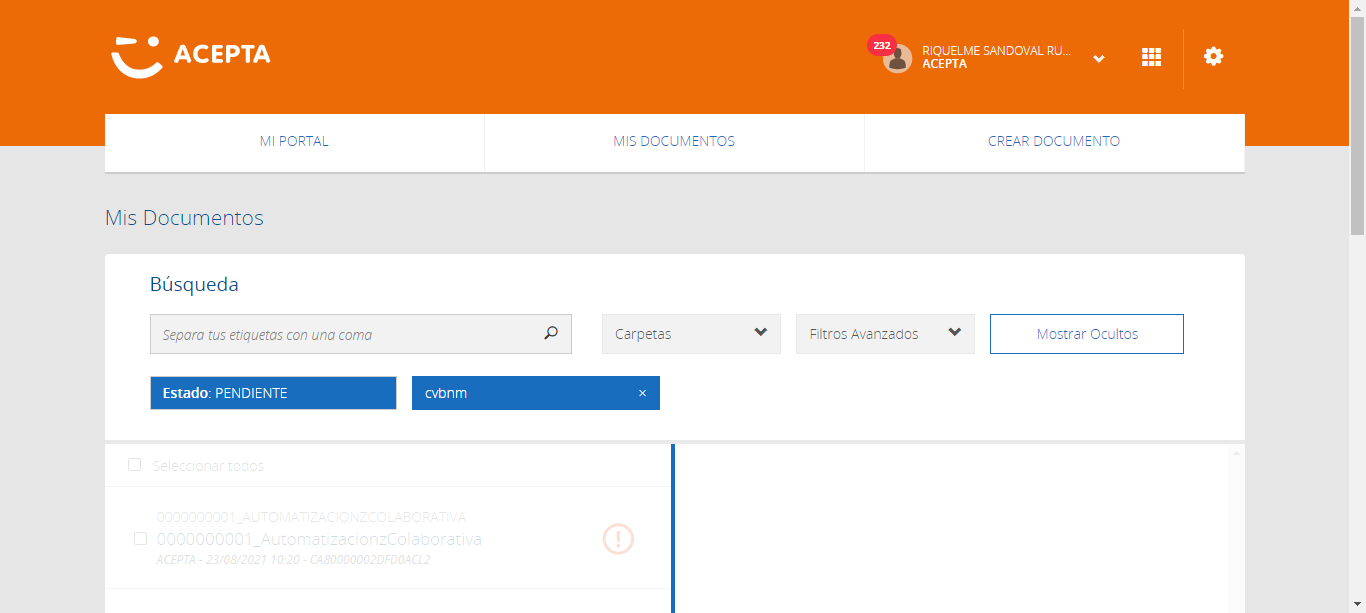 ACEPTA
232
RIQUELME SANDOVAL RU...
ACEPTA
MI PORTAL
MIS DOCUMENTOS
CREAR DOCUMENTO
Mis Documentos
Búsqueda
Separa tus etiquetas con una coma
Carpetas
Filtros Avanzados
Mostrar Ocultos
Estado: PENDIENTE
cvbnm ×
Seleccionar todos
0000000001_AUTOMATIZACIONZCOLABORATIVA
0000000001_AutomatizacionzColaborativa
ACEPTA - 23/08/2021 10:20 - CA80000002DFD0ACL2